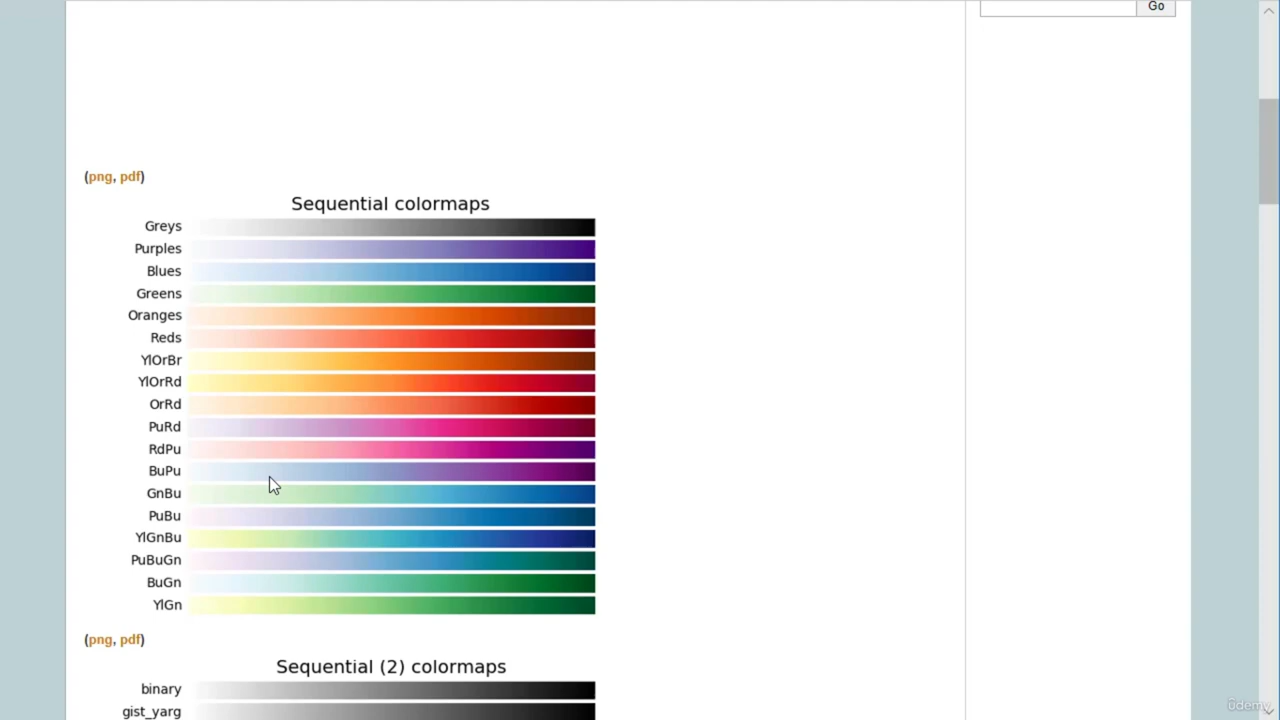 Go
(png, pdf)
Sequential colormaps
Greys
Purples
Blues
Greens
Oranges
Reds
YlOrBr
YlOrRd
OrRd
PuRd
RdPu
BuPu
GnBu
PuBu
YlGnBu
PuBuGn
BuGn
YlGn
(png, pdf)
Sequential (2) colormaps
binary
gist_yarg
ûdemy